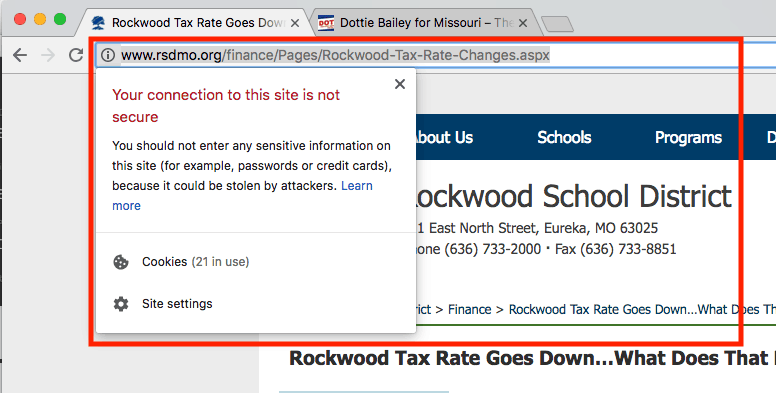 Rockwood Tax Rate Goes Dow
Dottie Bailey for Missouri – The
www.rsdmo.org/finance/Pages/Rockwood-Tax-Rate-Changes.aspx
Your connection to this site is not
secure
You should not enter any sensitive information on
this site (for example, passwords or credit cards),
because it could be stolen by attackers. Learn
more
Cookies (21 in use)
Site settings
About Us Schools Programs D
ockwood School District
1 East North Street, Eureka, MO 63025
one (636) 733-2000 · Fax (636) 733-8851
ict > Finance > Rockwood Tax Rate Goes Down...What Does Th
Rockwood Tax Rate Goes Down...What Does That